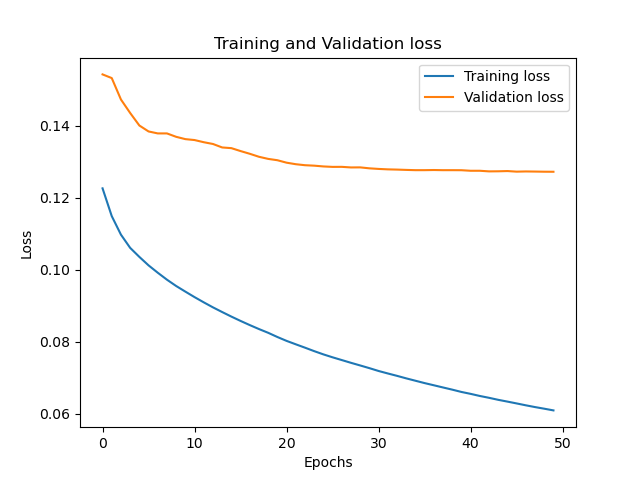 Training and Validation loss
Training loss
Validation loss
0.14
0.12
0.10
0.08
0.06
Loss
0 10 20 30 40 50
Epochs